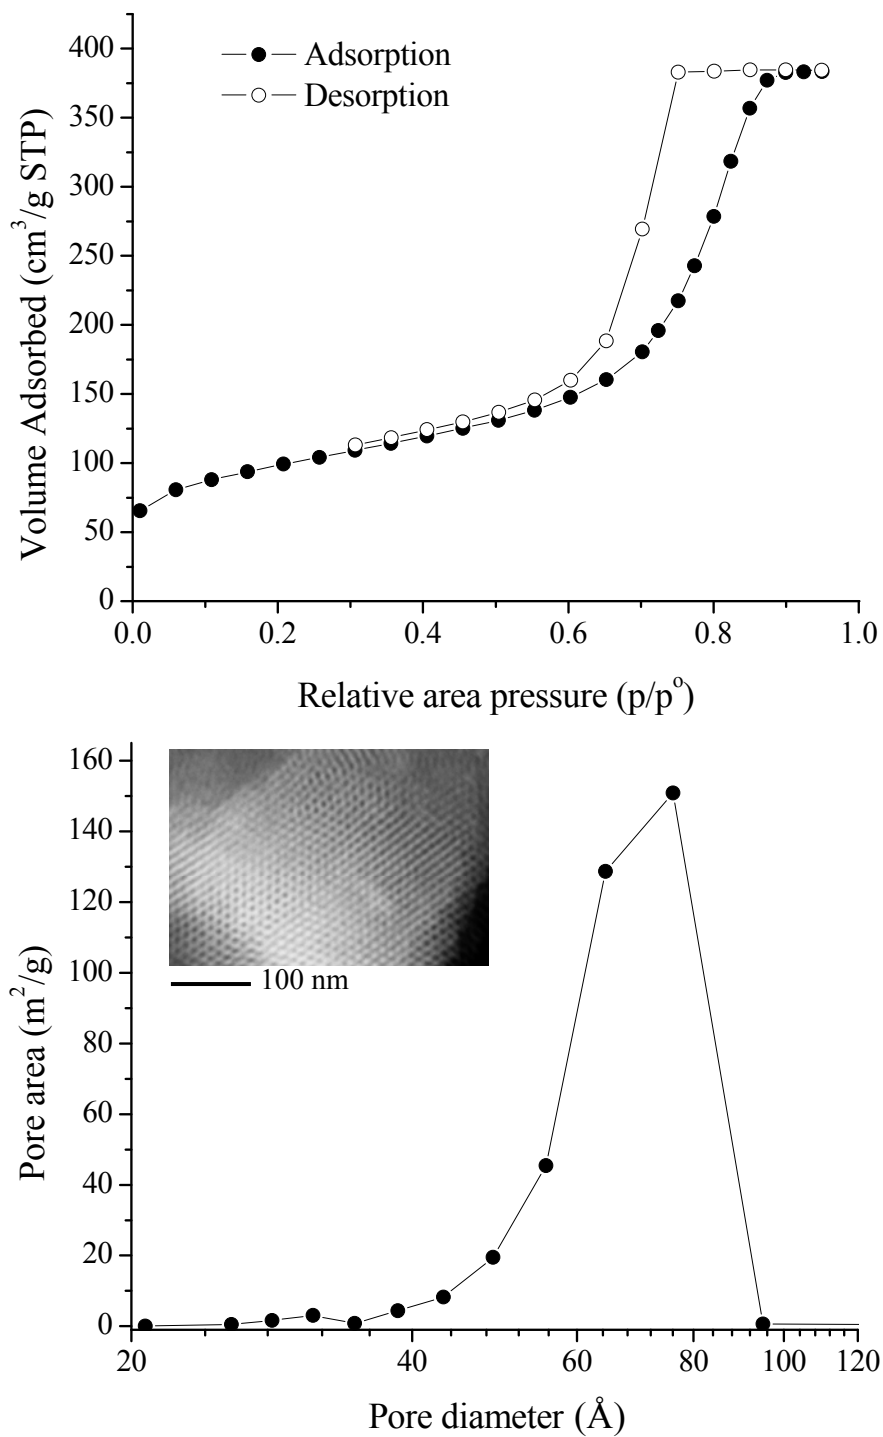 400
350
300
250
200
150
100
50
0
Volume Adsorbed (cm³/g STP)
Adsorption
Desorption
0.0 0.2 0.4 0.6 0.8 1.0
Relative area pressure (p/pº)
160
140
120
100
80
60
40
20
0
Pore area (m²/g)
100 nm
20 40 60 80 100 120
Pore diameter (Å)